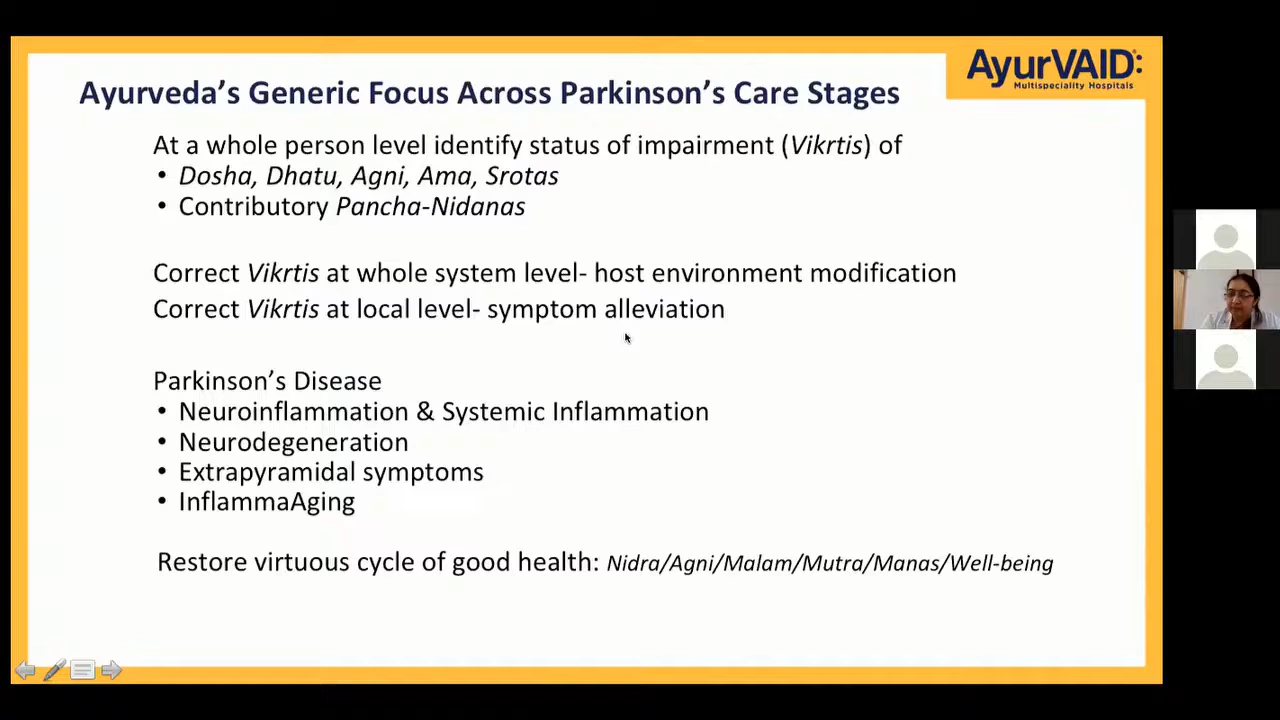 Ayurveda's Generic Focus Across Parkinson's Care Stages
AyurVAID:
Multispeciality Hospitals
At a whole person level identify status of impairment (Vikrtis) of
• Dosha, Dhatu, Agni, Ama, Srotas
• Contributory Pancha-Nidanas
Correct Vikrtis at whole system level- host environment modification
Correct Vikrtis at local level- symptom alleviation
Parkinson's Disease
• Neuroinflammation & Systemic Inflammation
• Neurodegeneration
• Extrapyramidal symptoms
• InflammaAging
Restore virtuous cycle of good health: Nidra/Agni/Malam/Mutra/Manas/Well-being